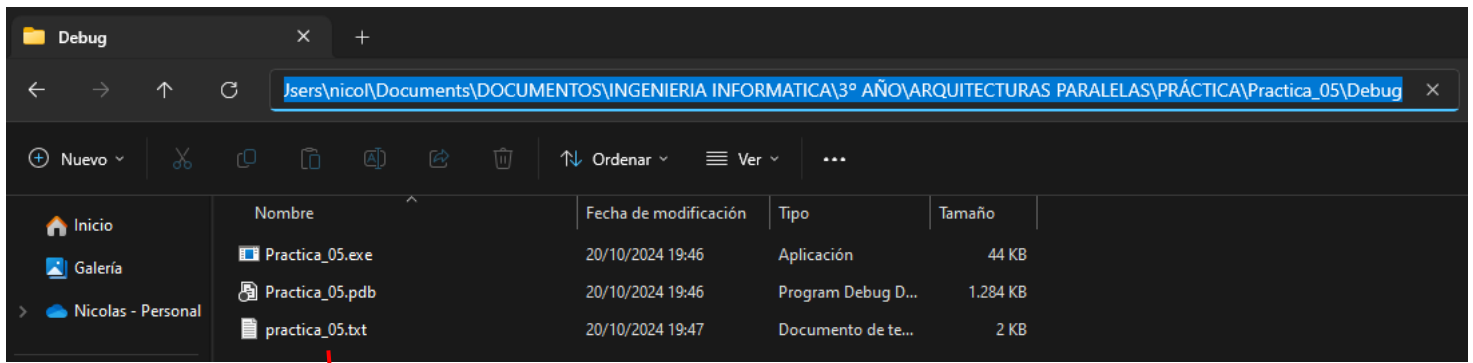 Debug
Users\nicol\Documents\DOCUMENTOS\INGENIERIA INFORMATICA\3º AÑO\ARQUITECTURAS PARALELAS\PRÁCTICA\Practica_05\Debug
Nuevo Ordenar Ver
Nombre Fecha de modificación Tipo Tamaño
Inicio
Practica_05.exe 20/10/2024 19:46 Aplicación 44 KB
Galería
Practica_05.pdb 20/10/2024 19:46 Program Debug D... 1.284 KB
Nicolas - Personal
practica_05.txt 20/10/2024 19:47 Documento de te... 2 KB